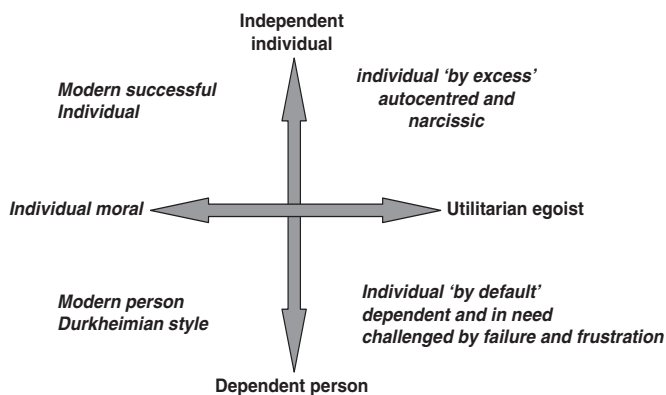 Independent
individual
Modern successful
Individual
individual ‘by excess’
autocentred and
narcissic
Individual moral
Utilitarian egoist
Modern person
Durkheimian style
Individual ‘by default’
dependent and in need
challenged by failure and frustration
Dependent person